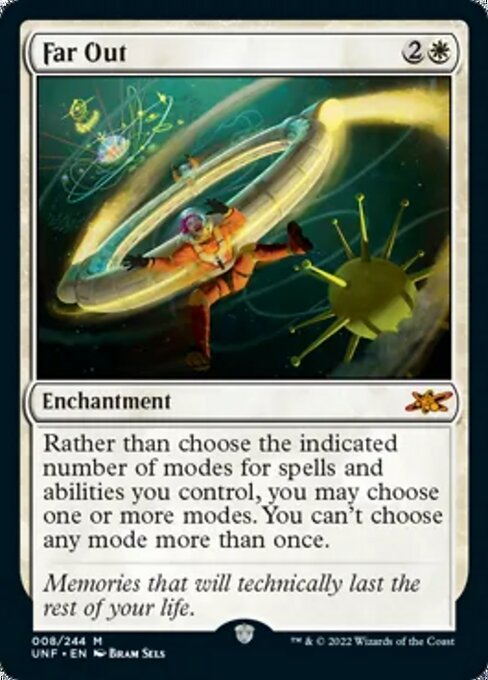 Far Out 2
Enchantment
Rather than choose the indicated
number of modes for spells and
abilities you control, you may choose
one or more modes. You can't choose
any mode more than once.
Memories that will technically last the
rest of your life.
008/244 M
UNF • EN Bram Sels
™ & © 2022 Wizards of the Coast